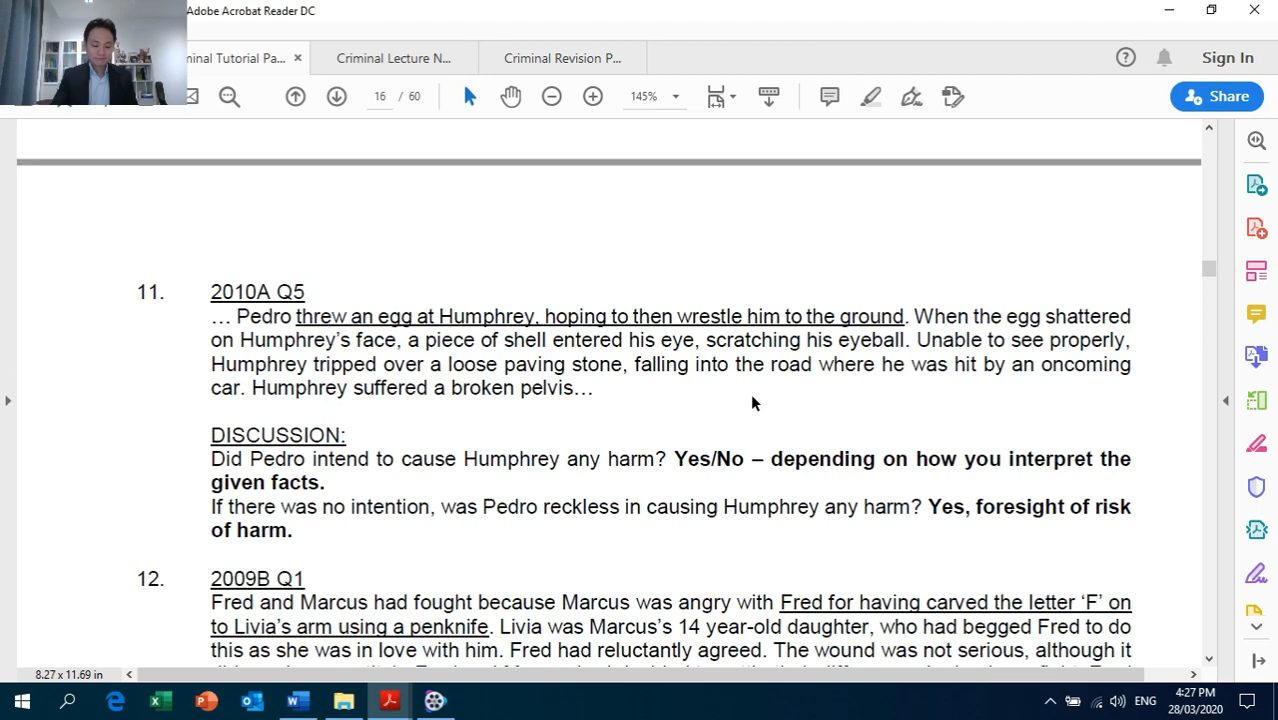 Adobe Acrobat Reader DC
ninal Tutorial Pa...
Criminal Lecture N...
Criminal Revision P...
Sign In
16 / 60
145%
Share
11. 2010A Q5
... Pedro threw an egg at Humphrey, hoping to then wrestle him to the ground. When the egg shattered
on Humphrey's face, a piece of shell entered his eye, scratching his eyeball. Unable to see properly,
Humphrey tripped over a loose paving stone, falling into the road where he was hit by an oncoming
car. Humphrey suffered a broken pelvis...
DISCUSSION:
Did Pedro intend to cause Humphrey any harm? Yes/No – depending on how you interpret the
given facts.
If there was no intention, was Pedro reckless in causing Humphrey any harm? Yes, foresight of risk
of harm.
12. 2009B Q1
Fred and Marcus had fought because Marcus was angry with Fred for having carved the letter 'F' on
to Livia's arm using a penknife. Livia was Marcus's 14 year-old daughter, who had begged Fred to do
this as she was in love with him. Fred had reluctantly agreed. The wound was not serious, although it
8.27 x 11.69 in
ENG
4:27 PM
28/03/2020